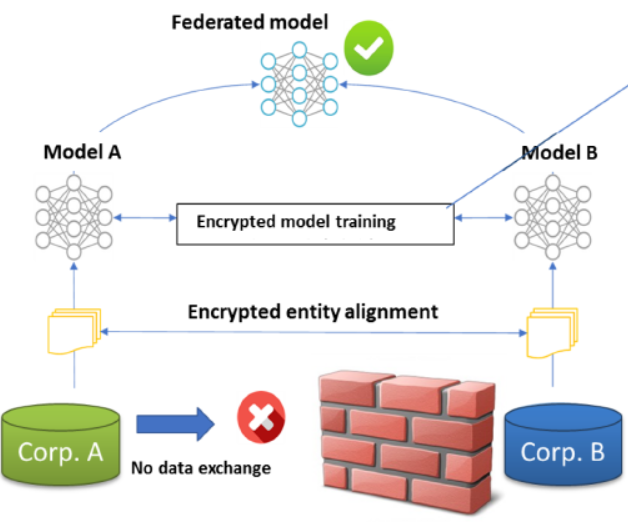 Federated model
Model A
Model B
Encrypted model training
Encrypted entity alignment
Corp. A
No data exchange
Corp. B